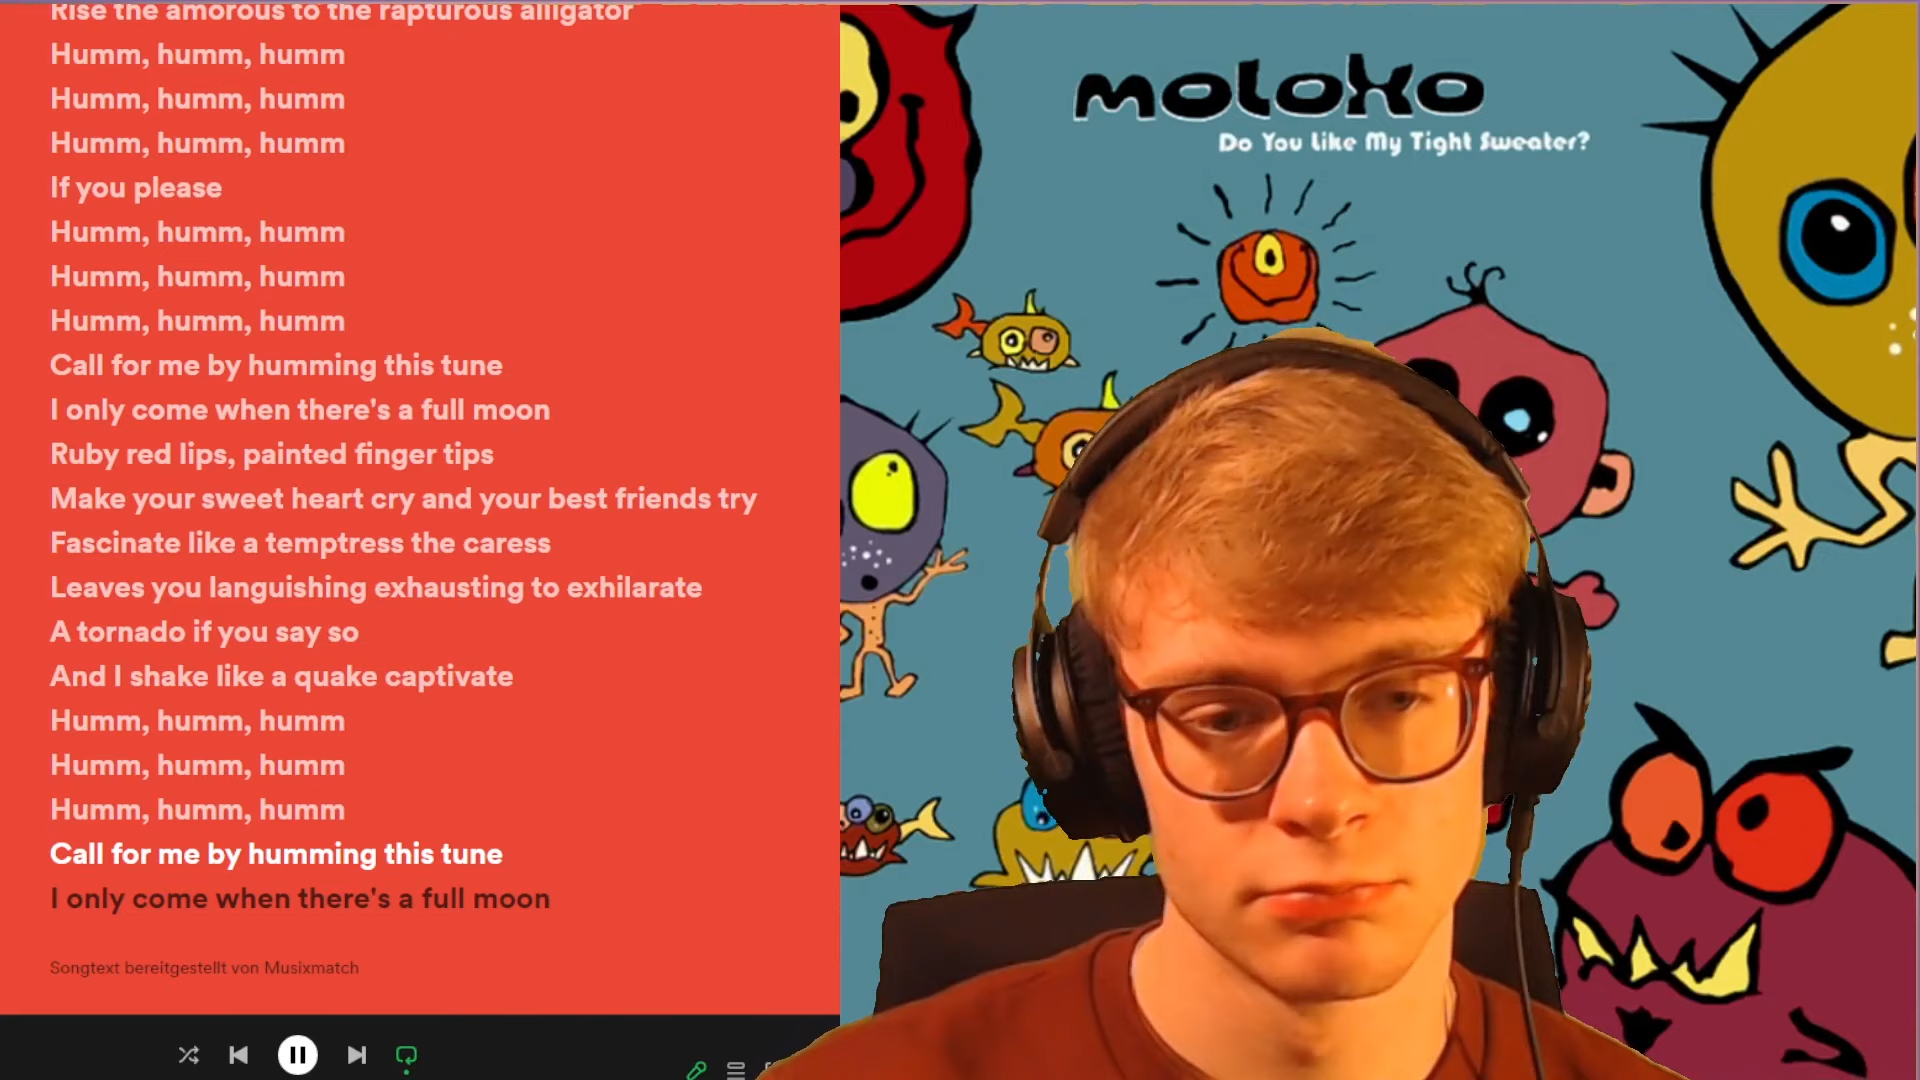 Rise the amorous to the rapturous alligator
Humm, humm, humm
Humm, humm, humm
Humm, humm, humm
If you please
Humm, humm, humm
Humm, humm, humm
Humm, humm, humm
Call for me by humming this tune
I only come when there's a full moon
Ruby red lips, painted finger tips
Make your sweet heart cry and your best friends try
Fascinate like a temptress the caress
Leaves you languishing exhausting to exhilarate
A tornado if you say so
And I shake like a quake captivate
Humm, humm, humm
Humm, humm, humm
Humm, humm, humm
Call for me by humming this tune
I only come when there's a full moon
Songtext bereitgestellt von Musixmatch
moloko
Do You Like My Tight Sweater?